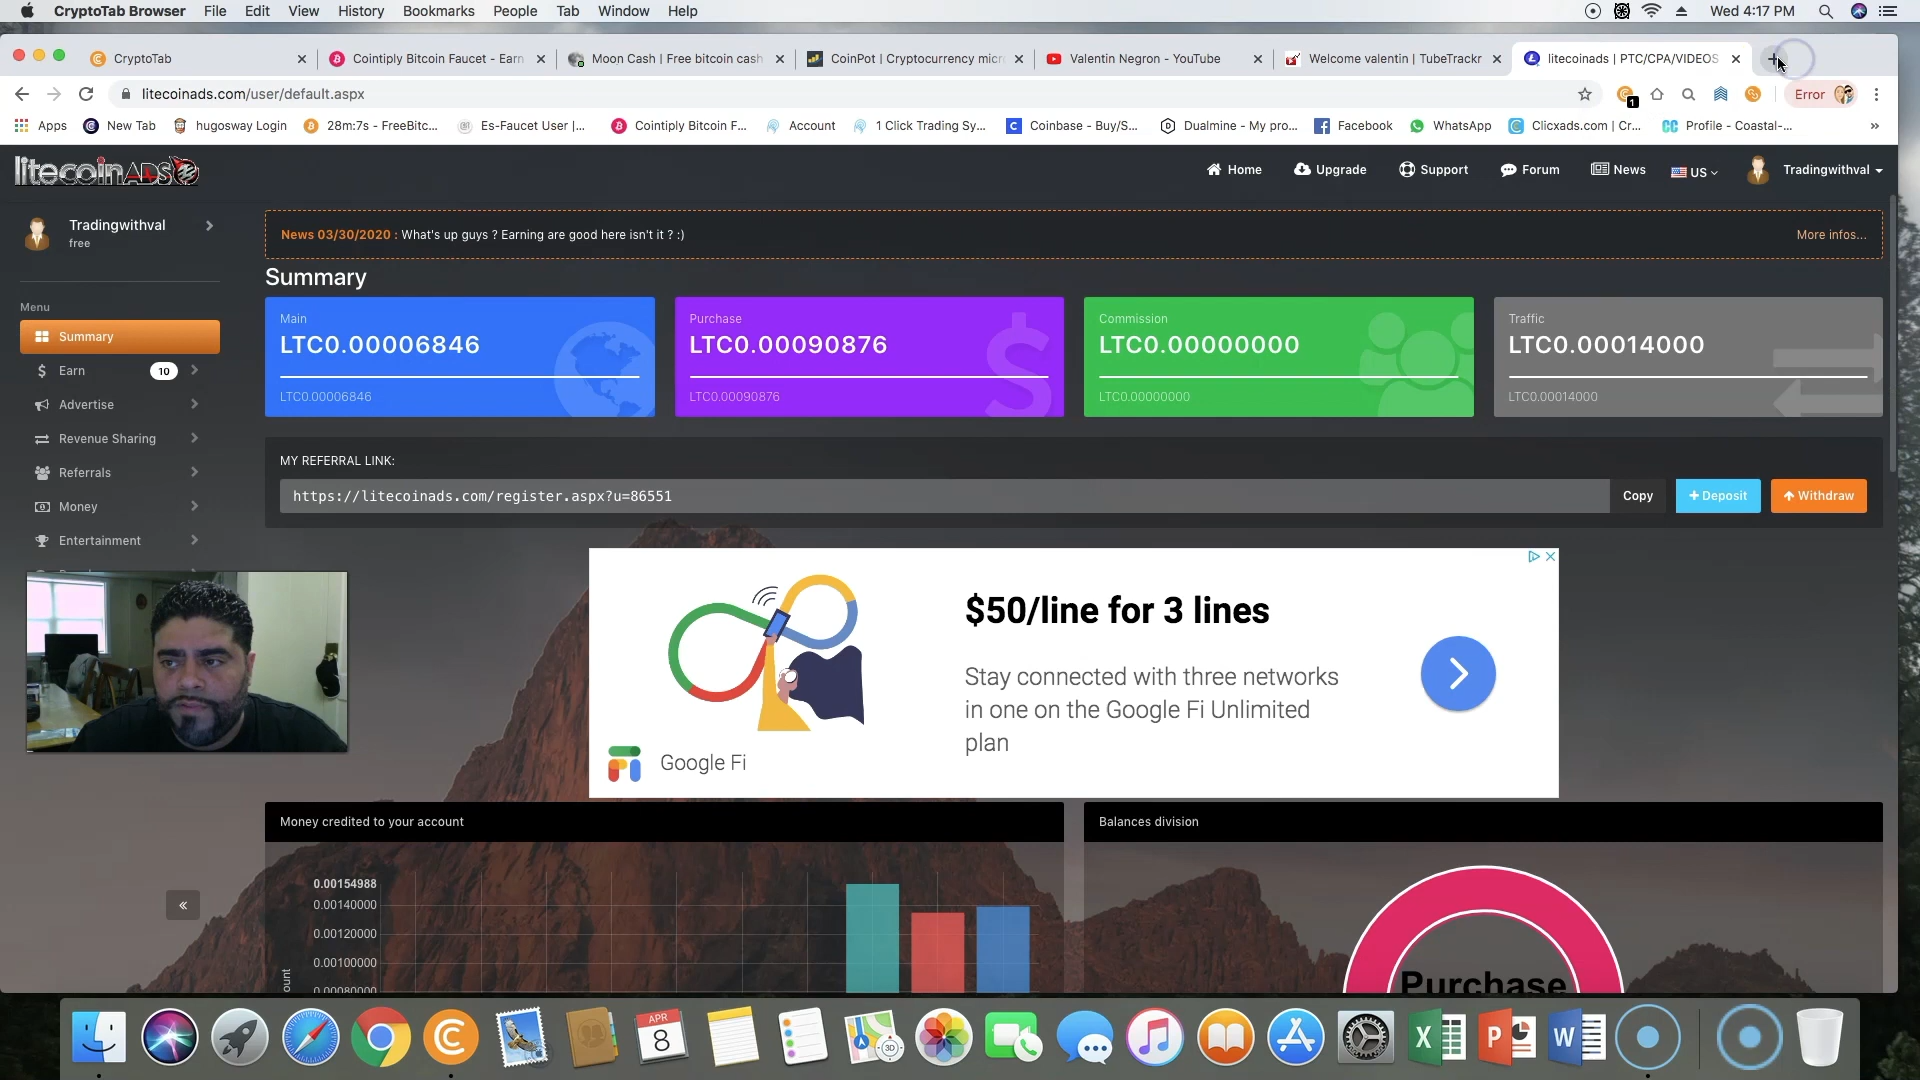 CryptoTab Browser File Edit View History Bookmarks People Tab Window Help Wed 4:17 PM
CryptoTab Cointiply Bitcoin Faucet - Earn Moon Cash | Free bitcoin cash CoinPot | Cryptocurrency micr Valentin Negron - YouTube Welcome valentin | TubeTrackr litecoinads | PTC/CPA/VIDEOS
litecoinads.com/user/default.aspx 1 Error
Apps New Tab hugosway Login 28m:7s - FreeBitc... Es-Faucet User |... Cointiply Bitcoin F... Account 1 Click Trading Sy... Coinbase - Buy/S... Dualmine - My pro... Facebook WhatsApp Clicxads.com | Cr... Profile - Coastal-... »
litecoinADS Home Upgrade Support Forum News US Tradingwithval
Tradingwithval
free
News 03/30/2020 : What's up guys ? Earning are good here isn't it ? :) More infos...
Summary
Menu
Summary
Earn 10
Advertise
Revenue Sharing
Referrals
Money
Entertainment
Main
LTC0.00006846
LTC0.00006846
Purchase
LTC0.00090876
LTC0.00090876
Commission
LTC0.00000000
LTC0.00000000
Traffic
LTC0.00014000
LTC0.00014000
MY REFERRAL LINK:
https://litecoinads.com/register.aspx?u=86551 Copy + Deposit Withdraw
$50/line for 3 lines
Stay connected with three networks
in one on the Google Fi Unlimited
plan
Google Fi
Money credited to your account
0.00154988
0.00140000
0.00120000
0.00100000
0.00080000
Balances division
Purchase
«
APR
8
3D
X P W